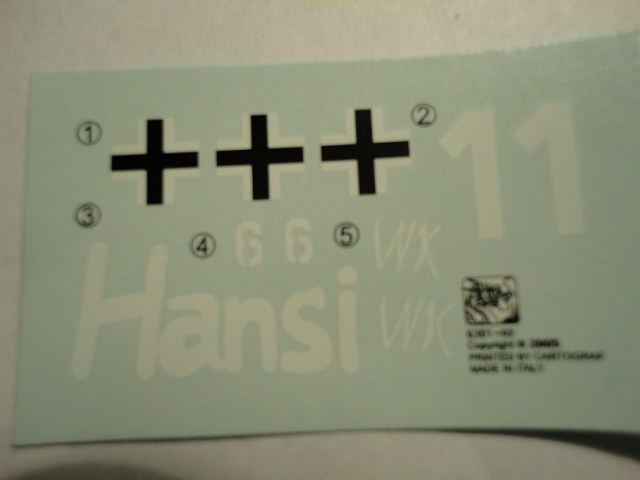 ① ② 11
③ ④ 6 6 ⑤ WK
Hansi WK
Copyright © 2005
PRINTED BY CARTOGRAF
MADE IN ITALY